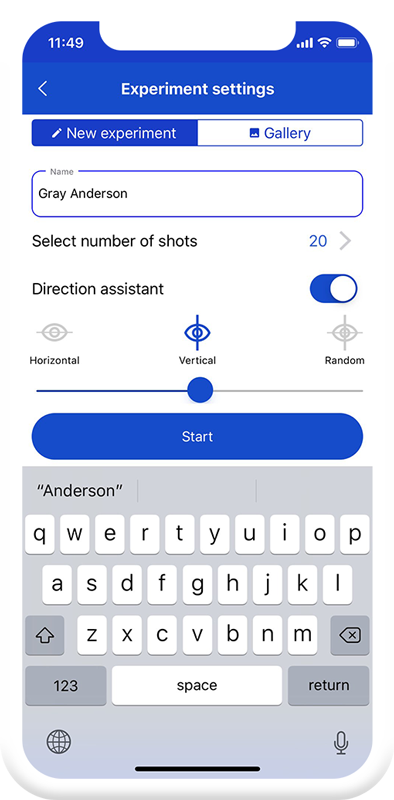 11:49
Experiment settings
New experiment Gallery
Name
Gray Anderson
Select number of shots 20
Direction assistant
Horizontal Vertical Random
Start
“Anderson”
q w e r t y u i o p
a s d f g h j k l
z x c v b n m
123 space return